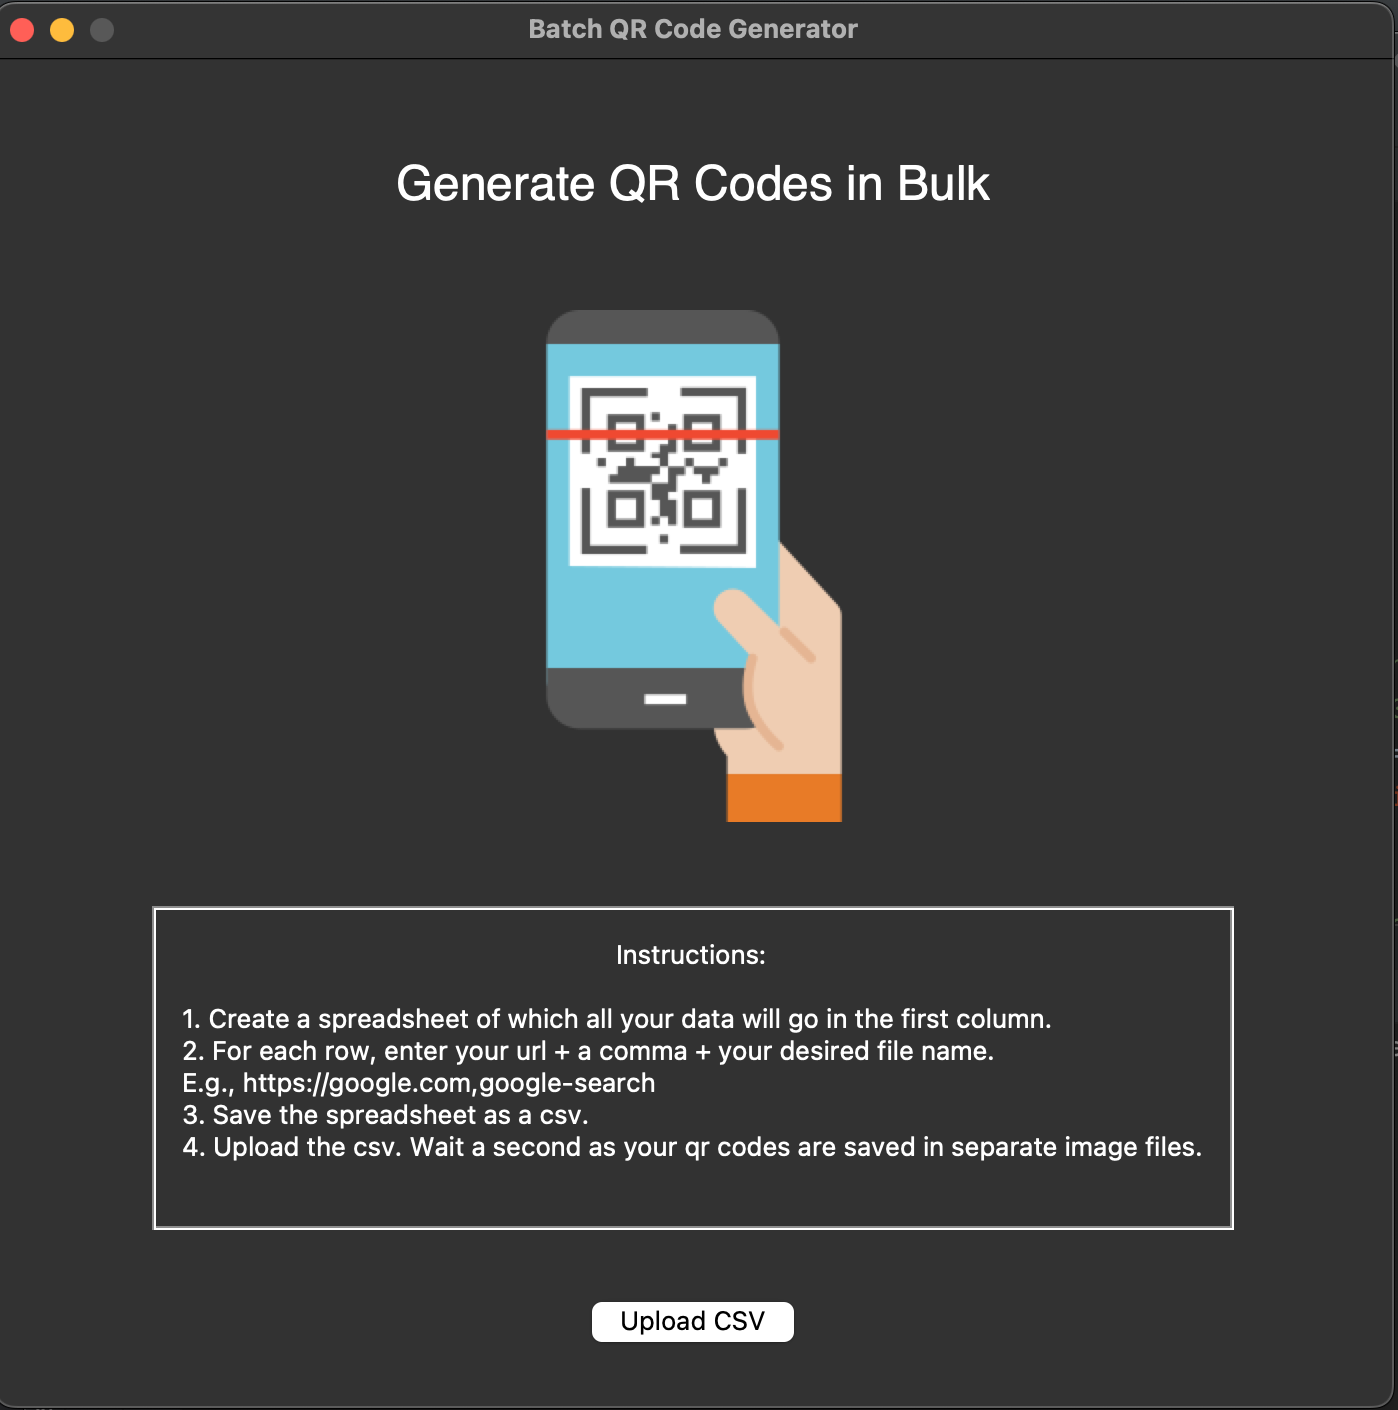 Batch QR Code Generator
Generate QR Codes in Bulk
Instructions:
1. Create a spreadsheet of which all your data will go in the first column.
2. For each row, enter your url + a comma + your desired file name.
E.g., https://google.com,google-search
3. Save the spreadsheet as a csv.
4. Upload the csv. Wait a second as your qr codes are saved in separate image files.
Upload CSV